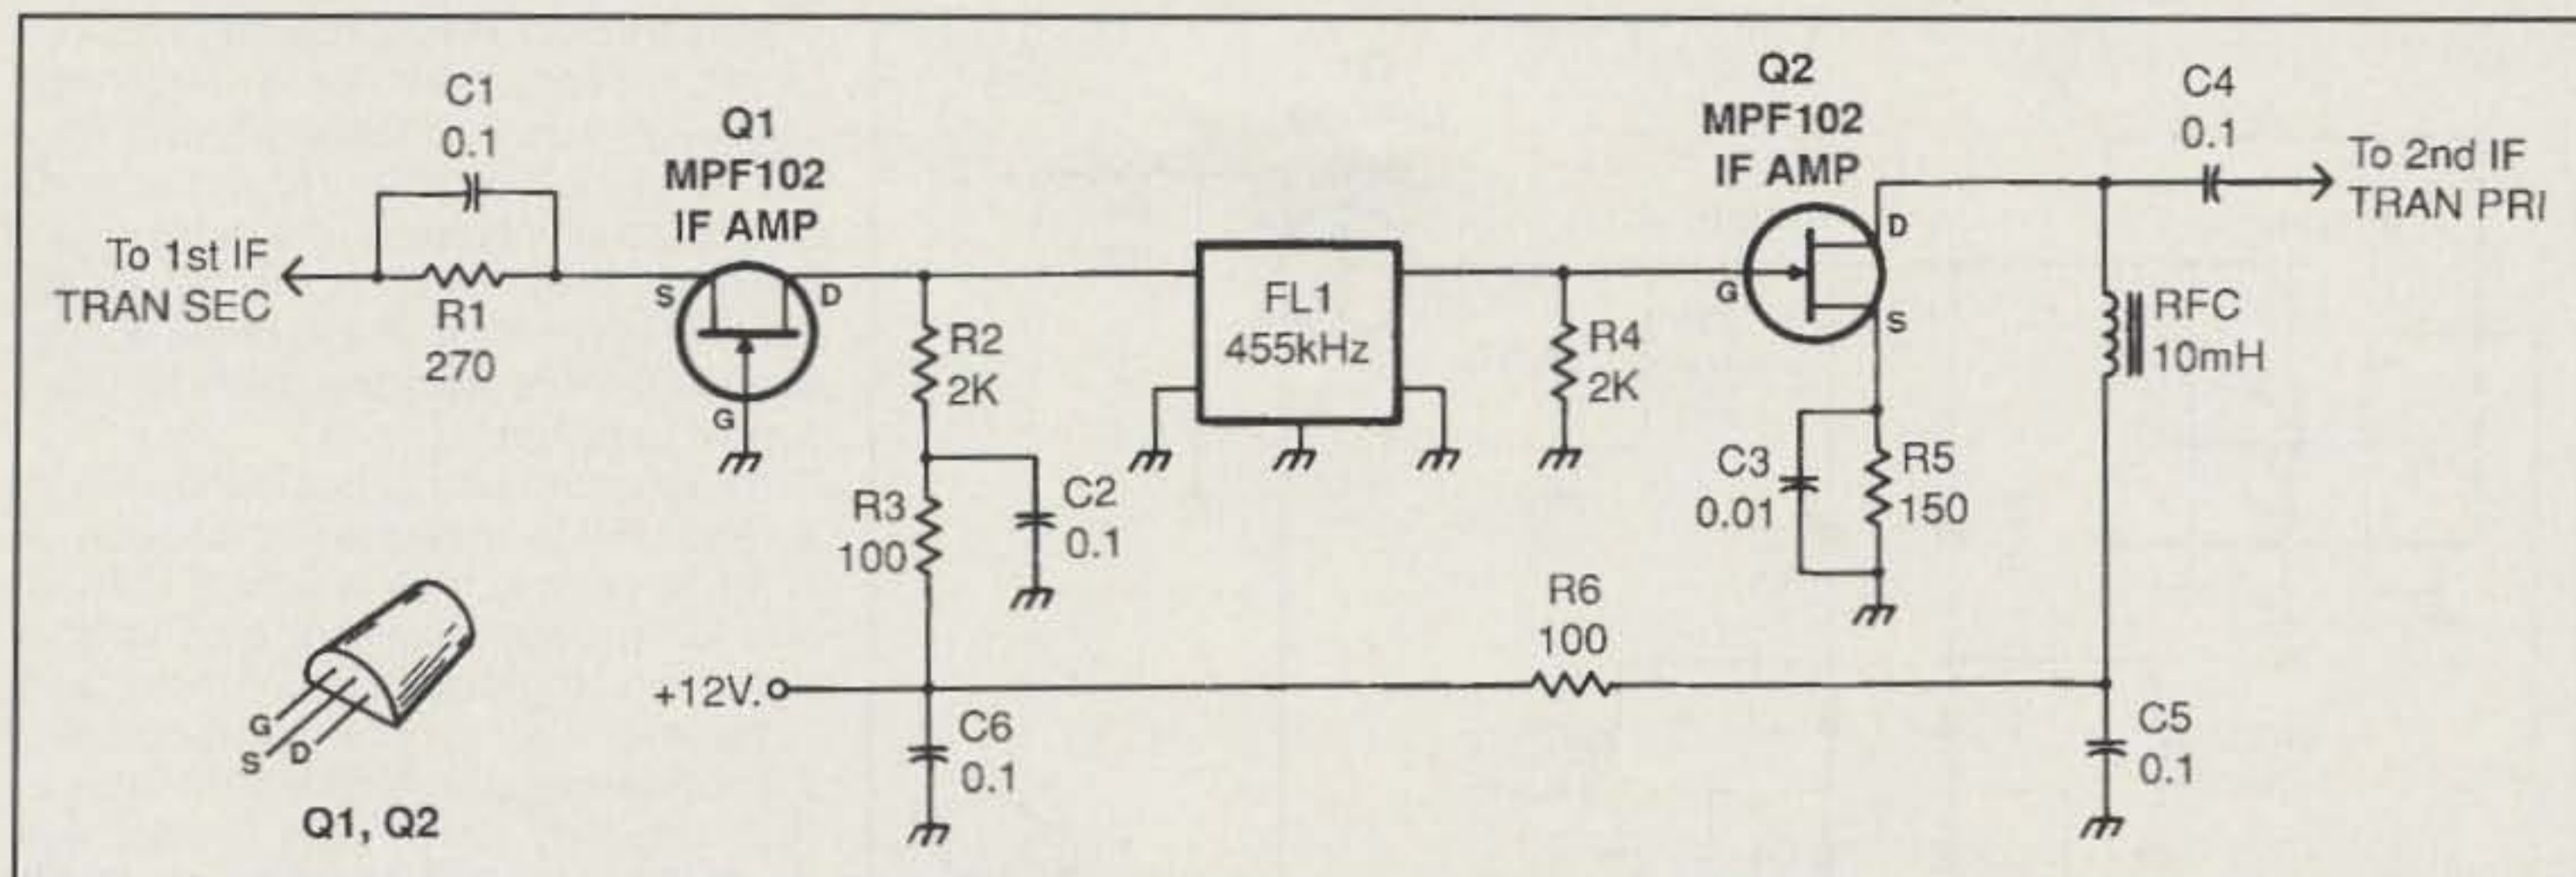 C1
0.1
To 1st IF
TRAN SEC
R1
270
Q1
MPF102
IF AMP
S
D
G
R2
2K
R3
100
C2
0.1
FL1
455kHz
R4
2K
Q2
MPF102
IF AMP
G
D
S
C3
0.01
R5
150
C4
0.1
To 2nd IF
TRAN PRI
RFC
10mH
R6
100
+12V.
C6
0.1
C5
0.1
G
S
D
Q1, Q2